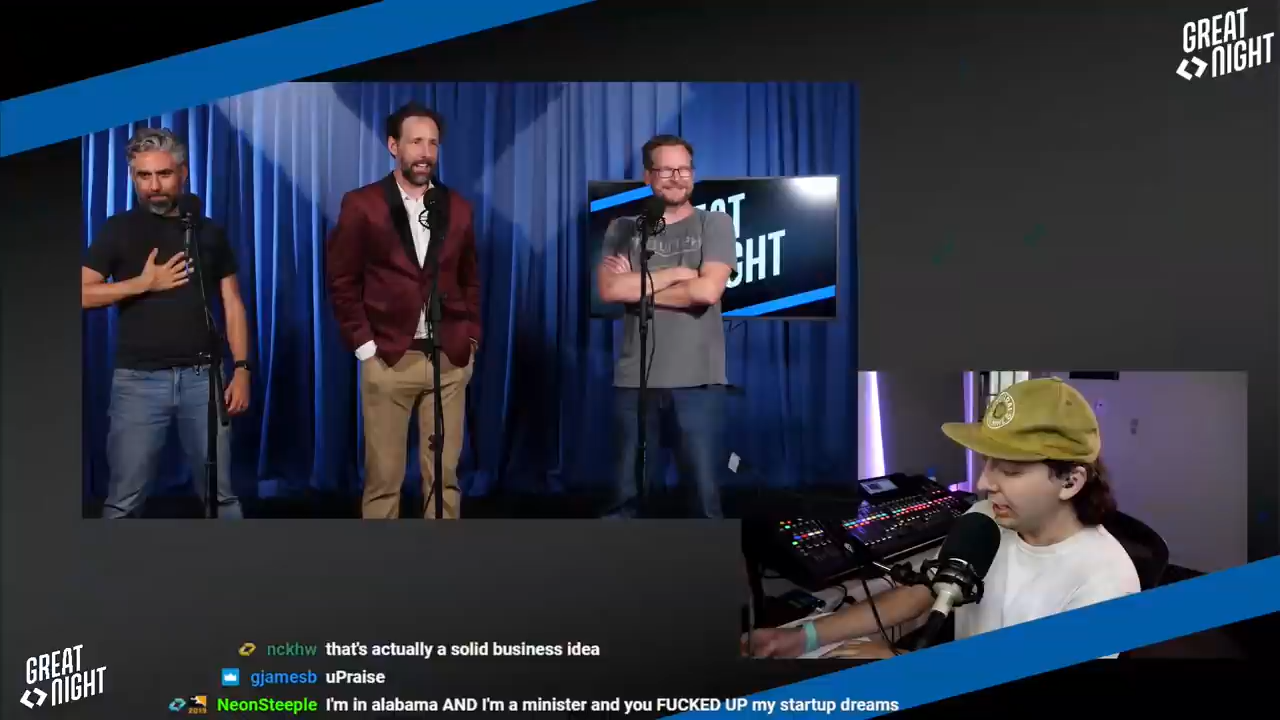 GREAT
NIGHT
GHT
GREAT
NIGHT
nckhw that's actually a solid business idea
gjamesb uPraise
NeonSteeple I'm in alabama AND I'm a minister and you FUCKED UP my startup dreams